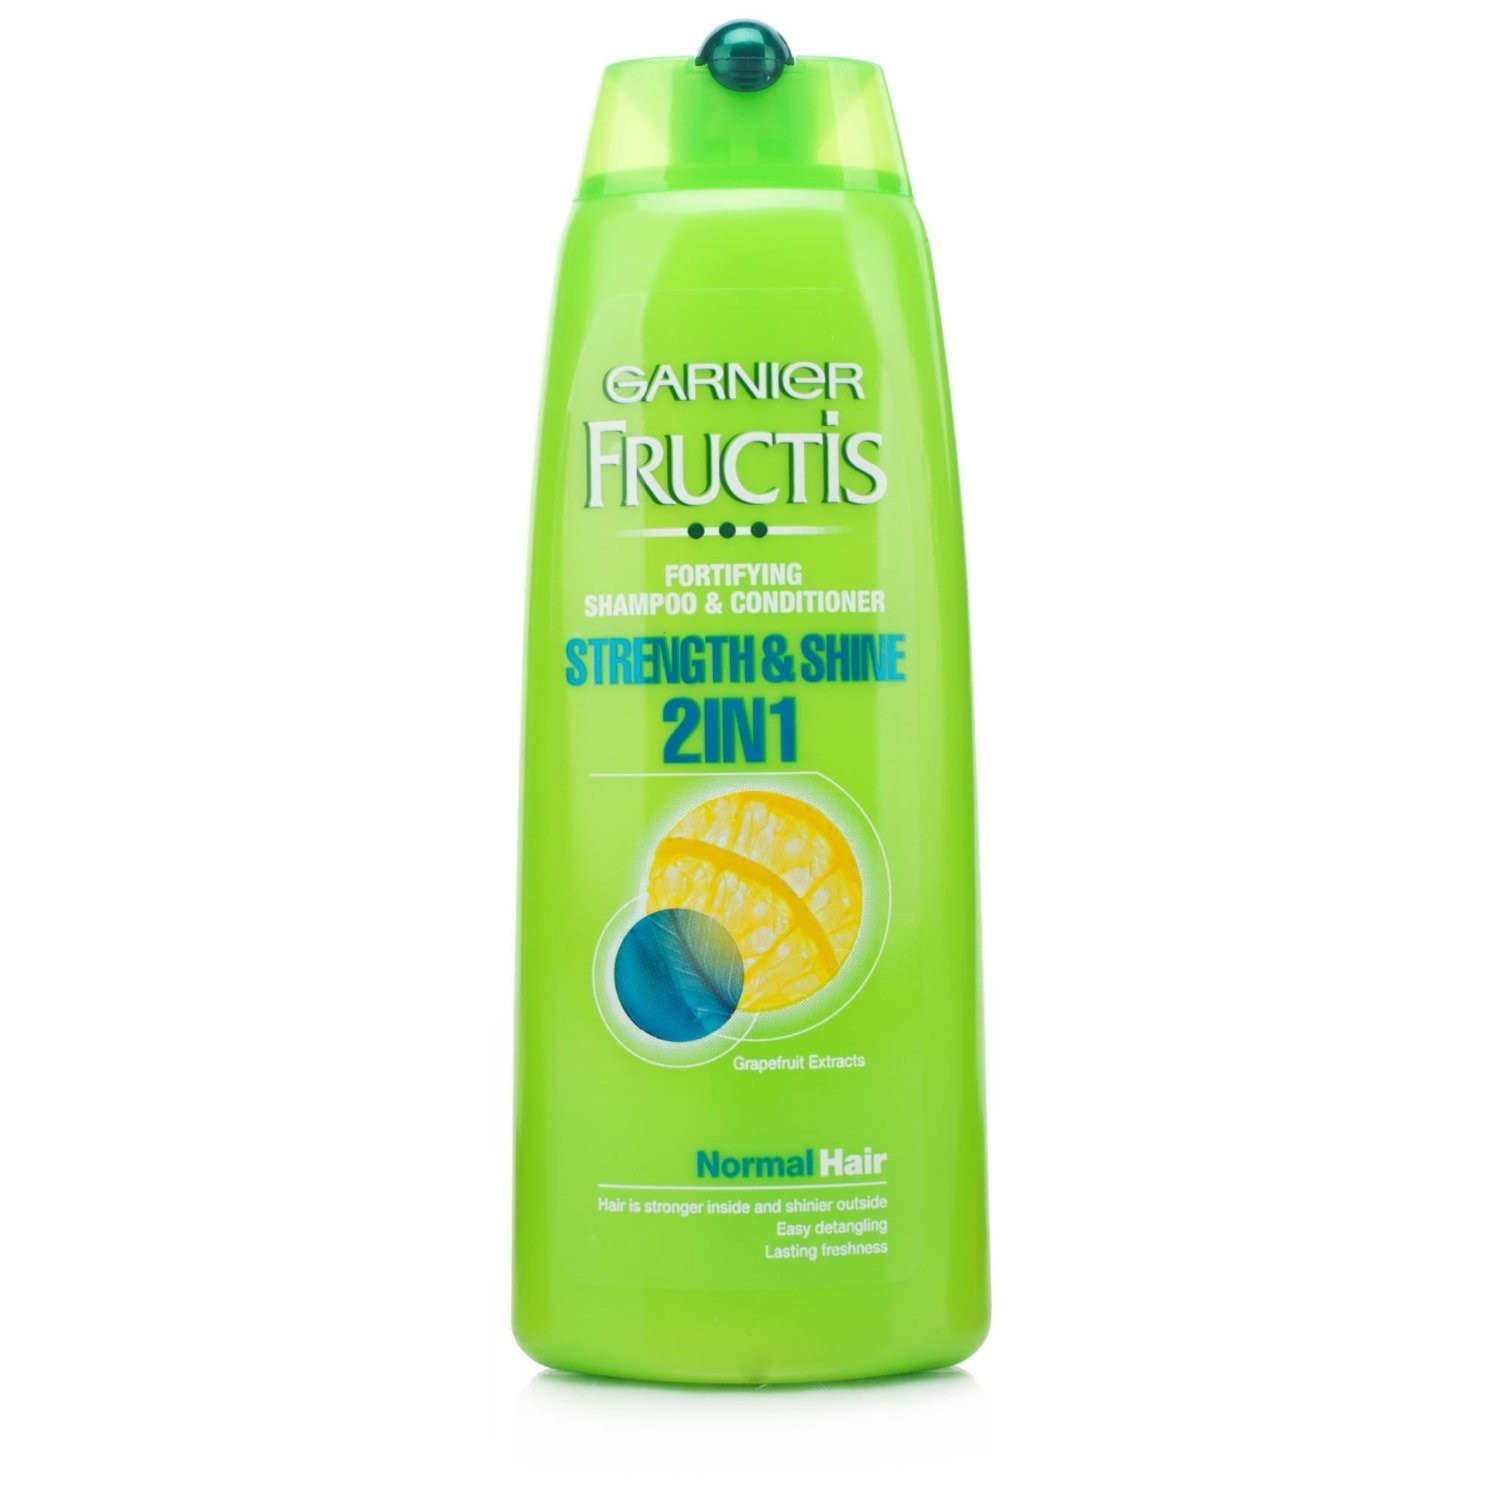 GARNIER
FRUCTIS
FORTIFYING
SHAMPOO & CONDITIONER
STRENGTH & SHINE
2IN1
Grapefruit Extracts
Normal Hair
Hair is stronger inside and shinier outside
Easy detangling
Lasting freshness